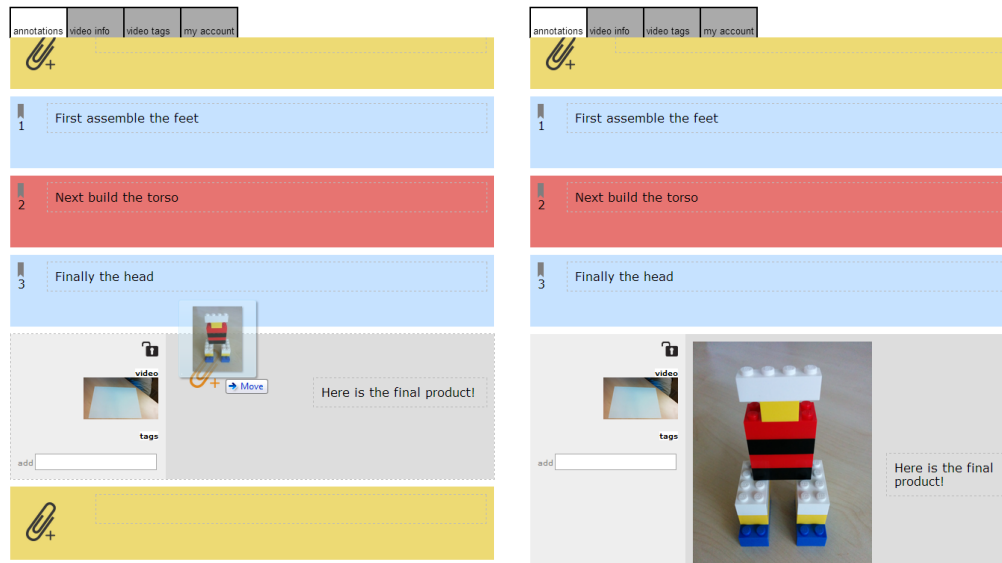 annotations video info video tags my account
1 First assemble the feet
2 Next build the torso
3 Finally the head
Move
video
Here is the final product!
tags
add
annotations video info video tags my account
1 First assemble the feet
2 Next build the torso
3 Finally the head
video
tags
add
Here is the final
product!